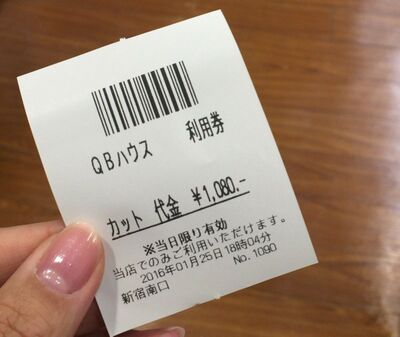 QBハウス 利用券
カット 代金 ¥1,080.-
※当日限り有効
当店でのみご利用いただけます。
2016年01月25日18時04分
新宿南口 No. 1090